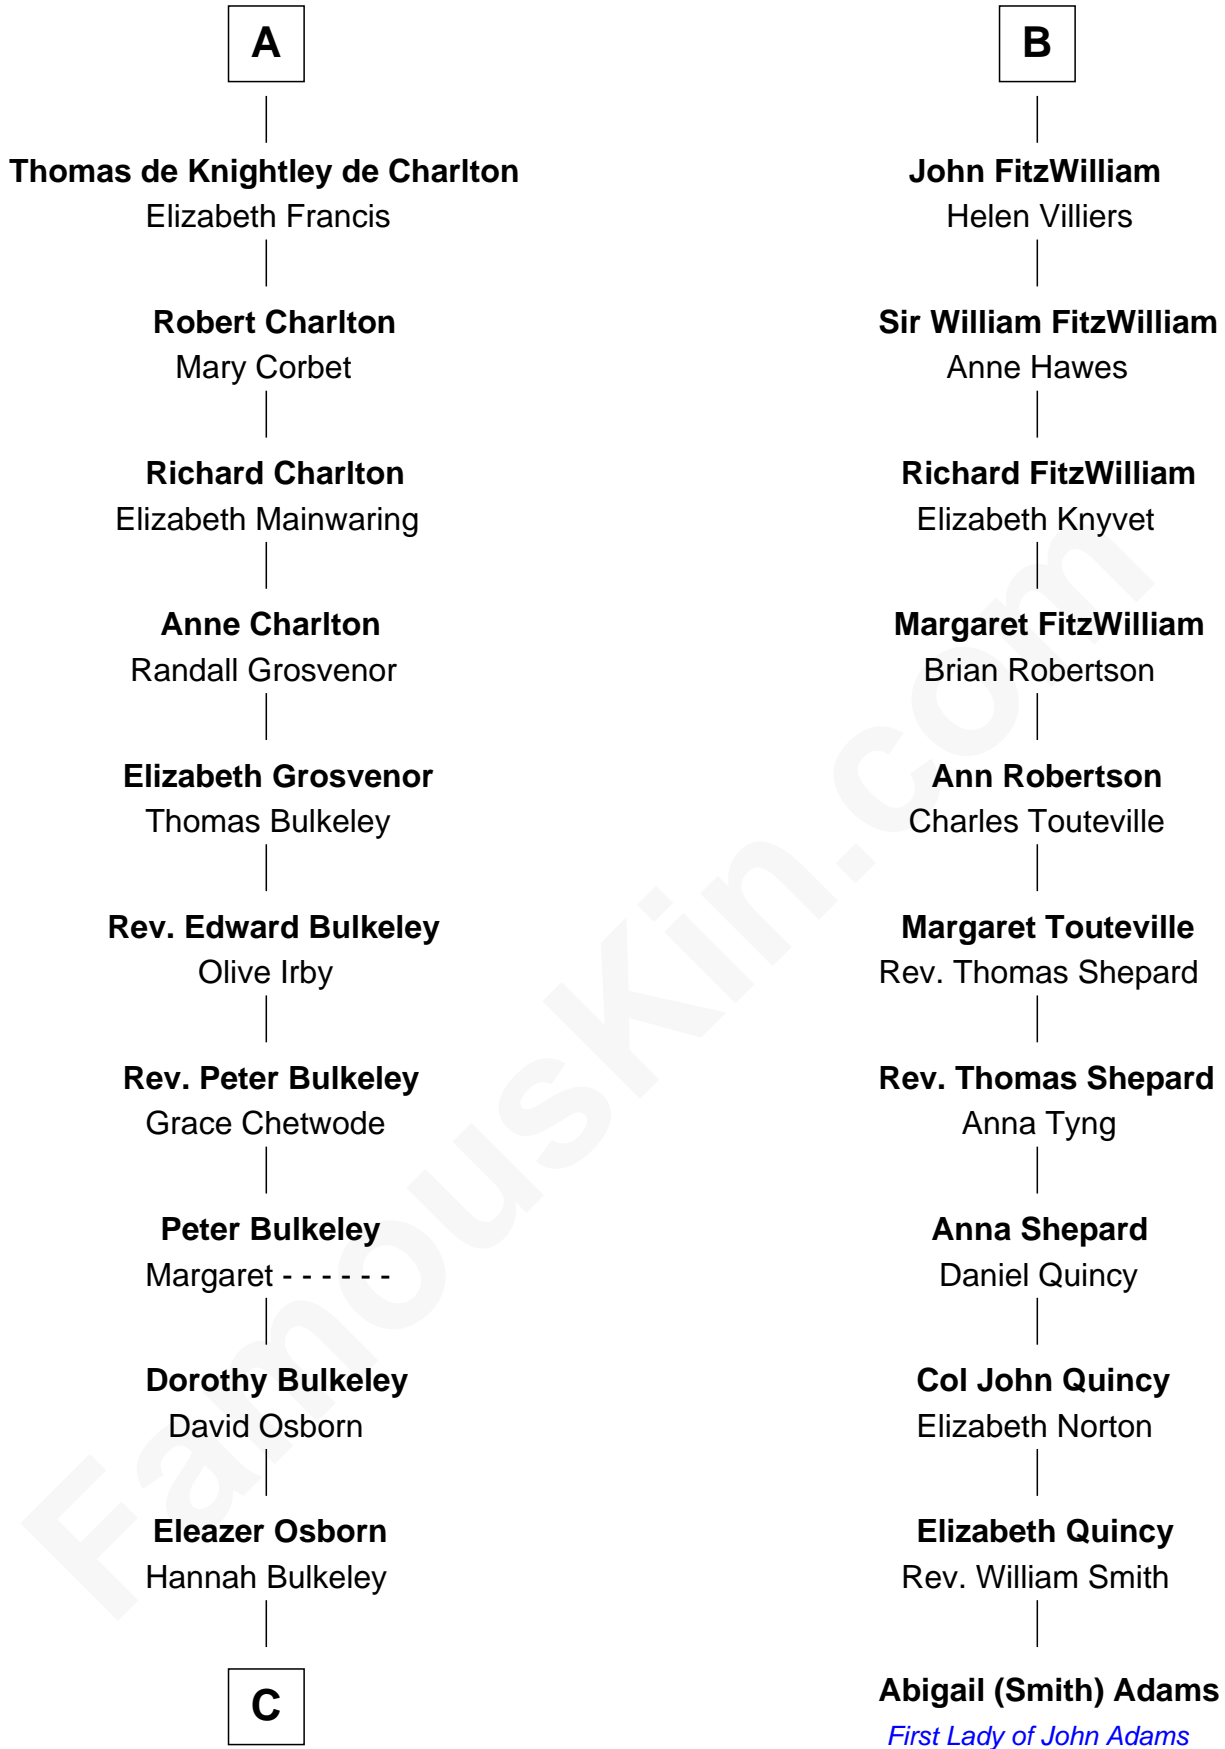 A
Thomas de Knightley de Charlton
Elizabeth Francis
Robert Charlton
Mary Corbet
Richard Charlton
Elizabeth Mainwaring
Anne Charlton
Randall Grosvenor
Elizabeth Grosvenor
Thomas Bulkeley
Rev. Edward Bulkeley
Olive Irby
Rev. Peter Bulkeley
Grace Chetwode
Peter Bulkeley
Margaret - - - - - -
Dorothy Bulkeley
David Osborn
Eleazer Osborn
Hannah Bulkeley
C
B
John FitzWilliam
Helen Villiers
Sir William FitzWilliam
Anne Hawes
Richard FitzWilliam
Elizabeth Knyvet
Margaret FitzWilliam
Brian Robertson
Ann Robertson
Charles Touteville
Margaret Touteville
Rev. Thomas Shepard
Rev. Thomas Shepard
Anna Tyng
Anna Shepard
Daniel Quincy
Col John Quincy
Elizabeth Norton
Elizabeth Quincy
Rev. William Smith
Abigail (Smith) Adams
First Lady of John Adams
FamousKin.com